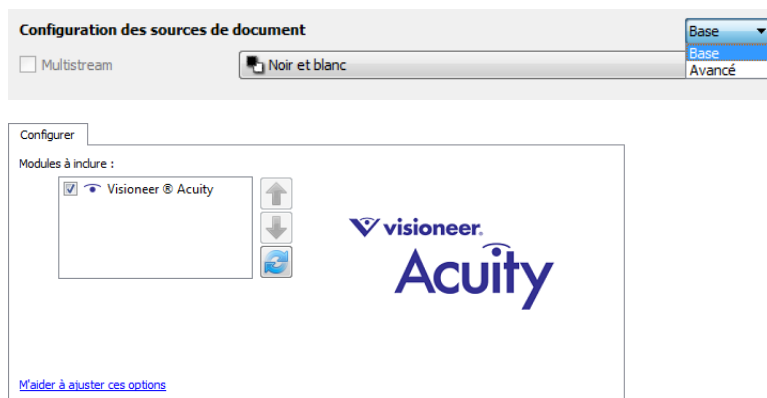 Configuration des sources de document
Base
Multistream
Noir et blanc
Base
Avancé
Configurer
Modules à inclure :
Visioneer ® Acuity
visioneer.
Acuity
M'aider à ajuster ces options